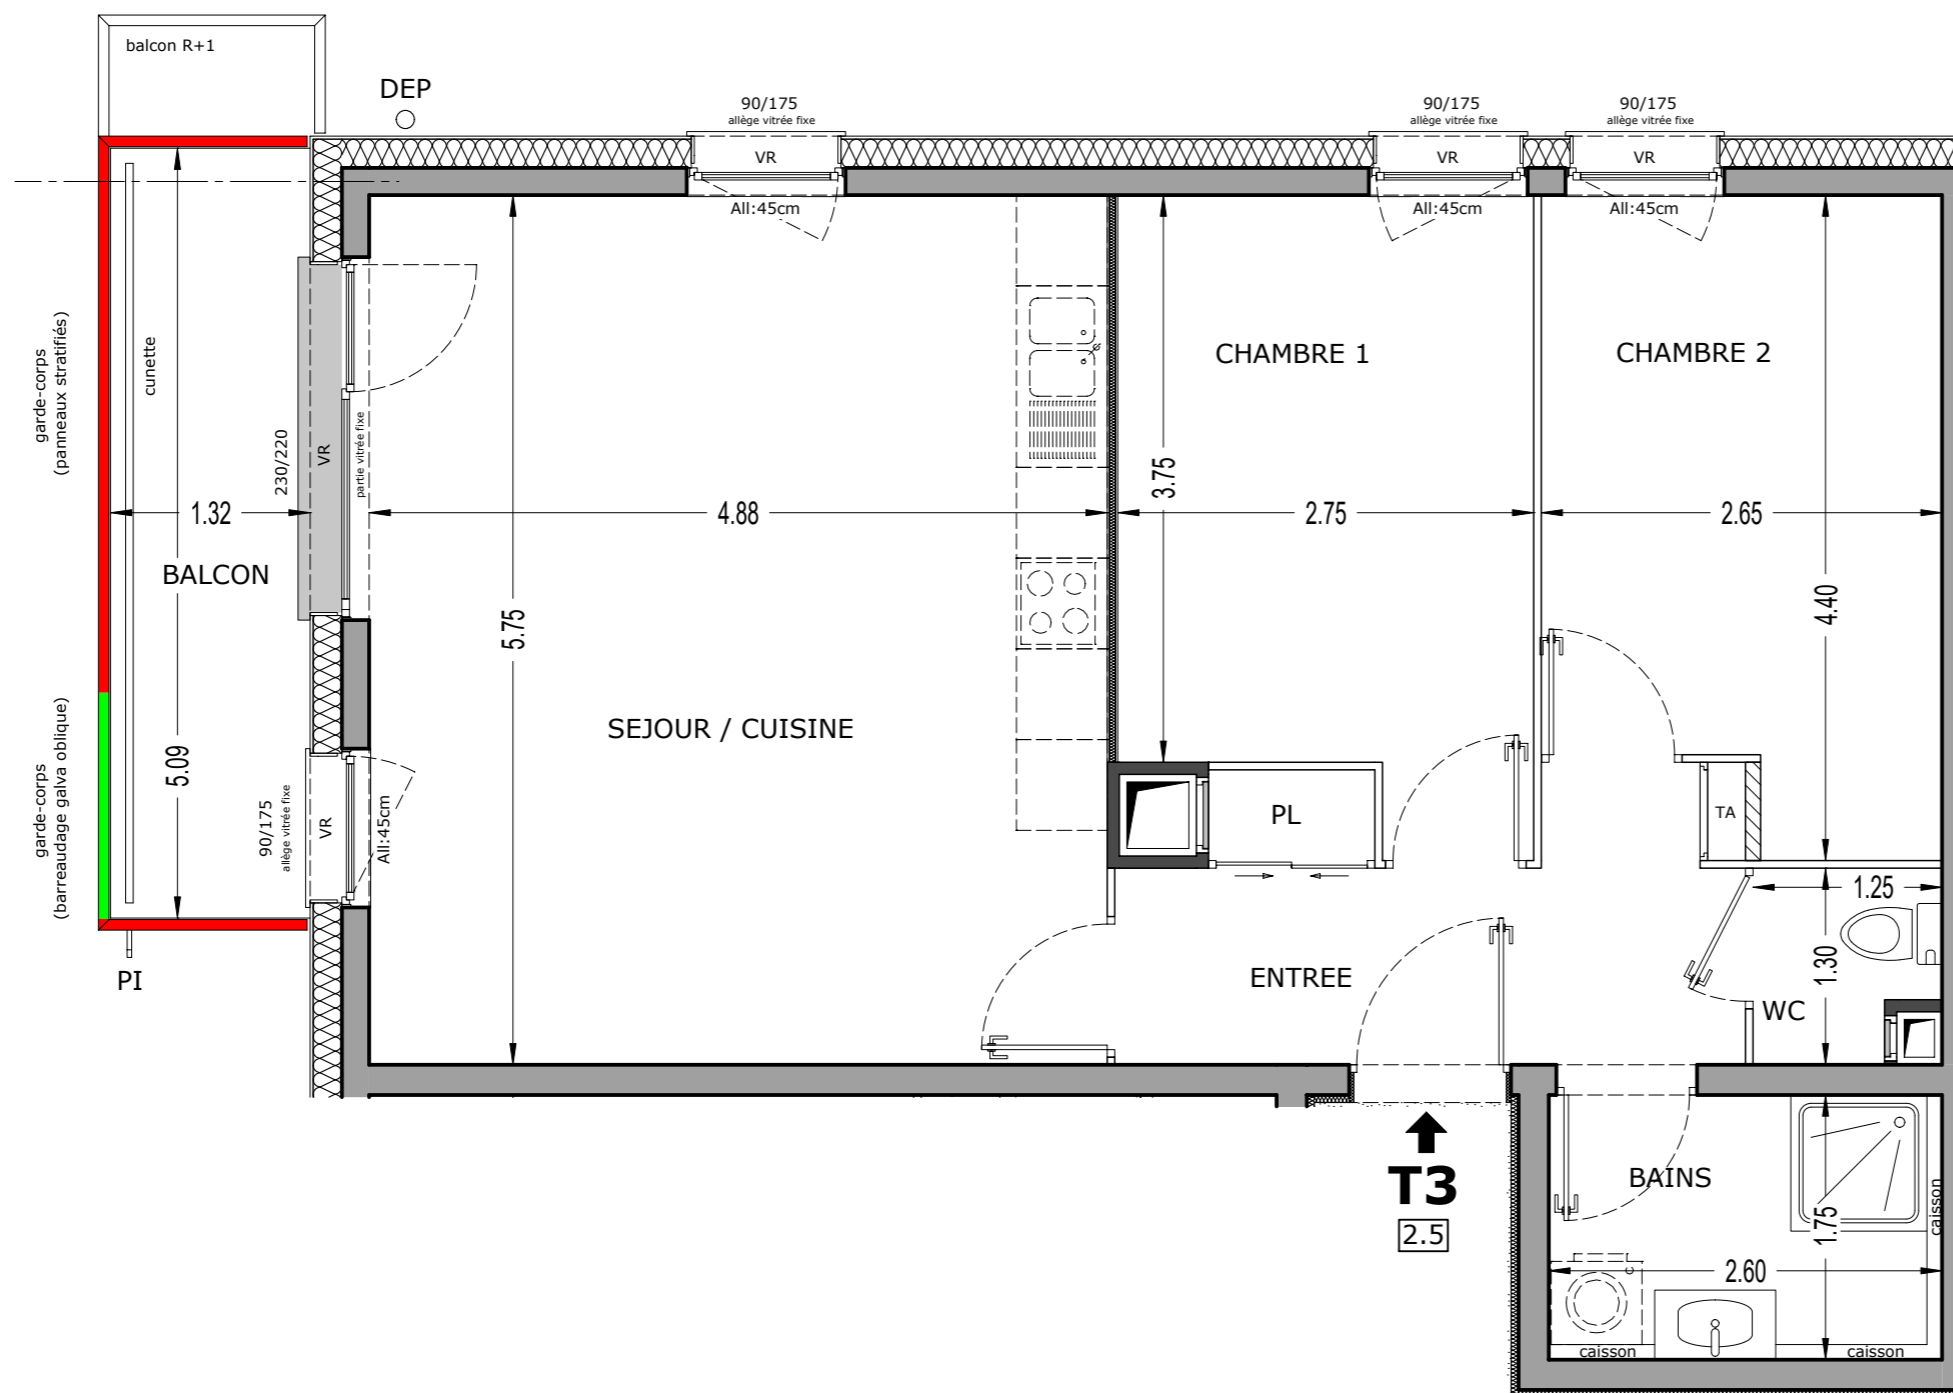 balcon R+1
DEP
90/175
allège vitrée fixe
VR
All:45cm
90/175
allège vitrée fixe
VR
All:45cm
90/175
allège vitrée fixe
VR
All:45cm
garde-corps
(panneaux stratifiés)
cunette
230/220
VR
partie vitrée fixe
1.32
BALCON
5.09
4.88
5.75
SEJOUR / CUISINE
CHAMBRE 1
3.75
2.75
CHAMBRE 2
2.65
4.40
garde-corps
(barreaudage galva oblique)
90/175
allège vitrée fixe
VR
All:45cm
PI
PL
TA
ENTREE
1.25
1.30
WC
T3
2.5
BAINS
1.75
2.60
caisson
caisson
caisson